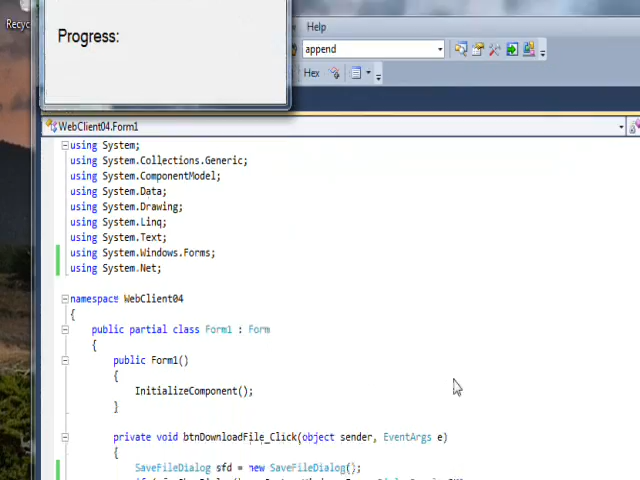 Recyc
Progress:
Help
append
Hex
WebClient04.Form1
using System;
using System.Collections.Generic;
using System.ComponentModel;
using System.Data;
using System.Drawing;
using System.Linq;
using System.Text;
using System.Windows.Forms;
using System.Net;
namespace WebClient04
{
public partial class Form1 : Form
{
public Form1()
{
InitializeComponent();
}
private void btnDownloadFile_Click(object sender, EventArgs e)
{
SaveFileDialog sfd = new SaveFileDialog();